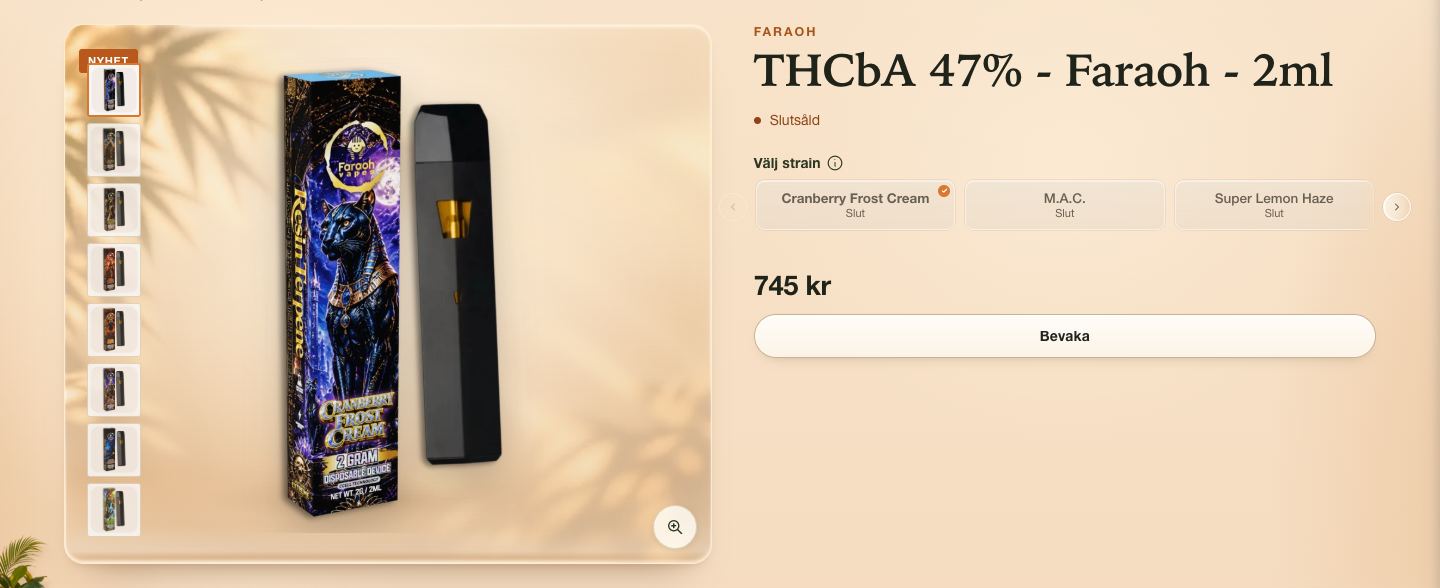 NYHET
Faraoh
vapes
Resin Terpene
CRANBERRY
FROST
CREAM
2 GRAM
DISPOSABLE DEVICE
NET WT. 2G / 2ML
FARAOH
THCbA 47% - Faraoh - 2ml
Slutsåld
Välj strain
Cranberry Frost Cream
Slut
M.A.C.
Slut
Super Lemon Haze
Slut
745 kr
Bevaka